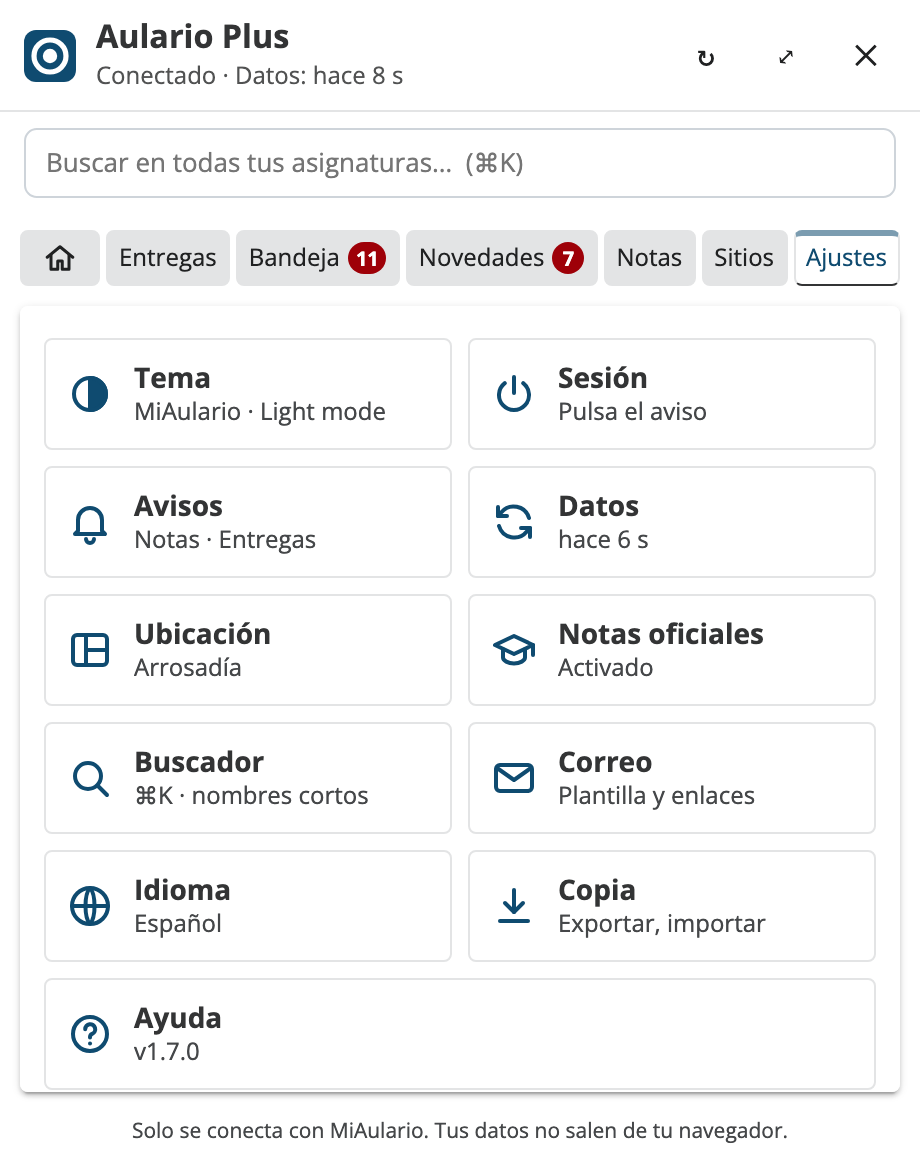 Aulario Plus
Conectado · Datos: hace 8 s
Buscar en todas tus asignaturas... (⌘K)
Entregas Bandeja 11 Novedades 7 Notas Sitios Ajustes
Tema
MiAulario · Light mode
Sesión
Pulsa el aviso
Avisos
Notas · Entregas
Datos
hace 6 s
Ubicación
Arrosadía
Notas oficiales
Activado
Buscador
⌘K · nombres cortos
Correo
Plantilla y enlaces
Idioma
Español
Copia
Exportar, importar
Ayuda
v1.7.0
Solo se conecta con MiAulario. Tus datos no salen de tu navegador.